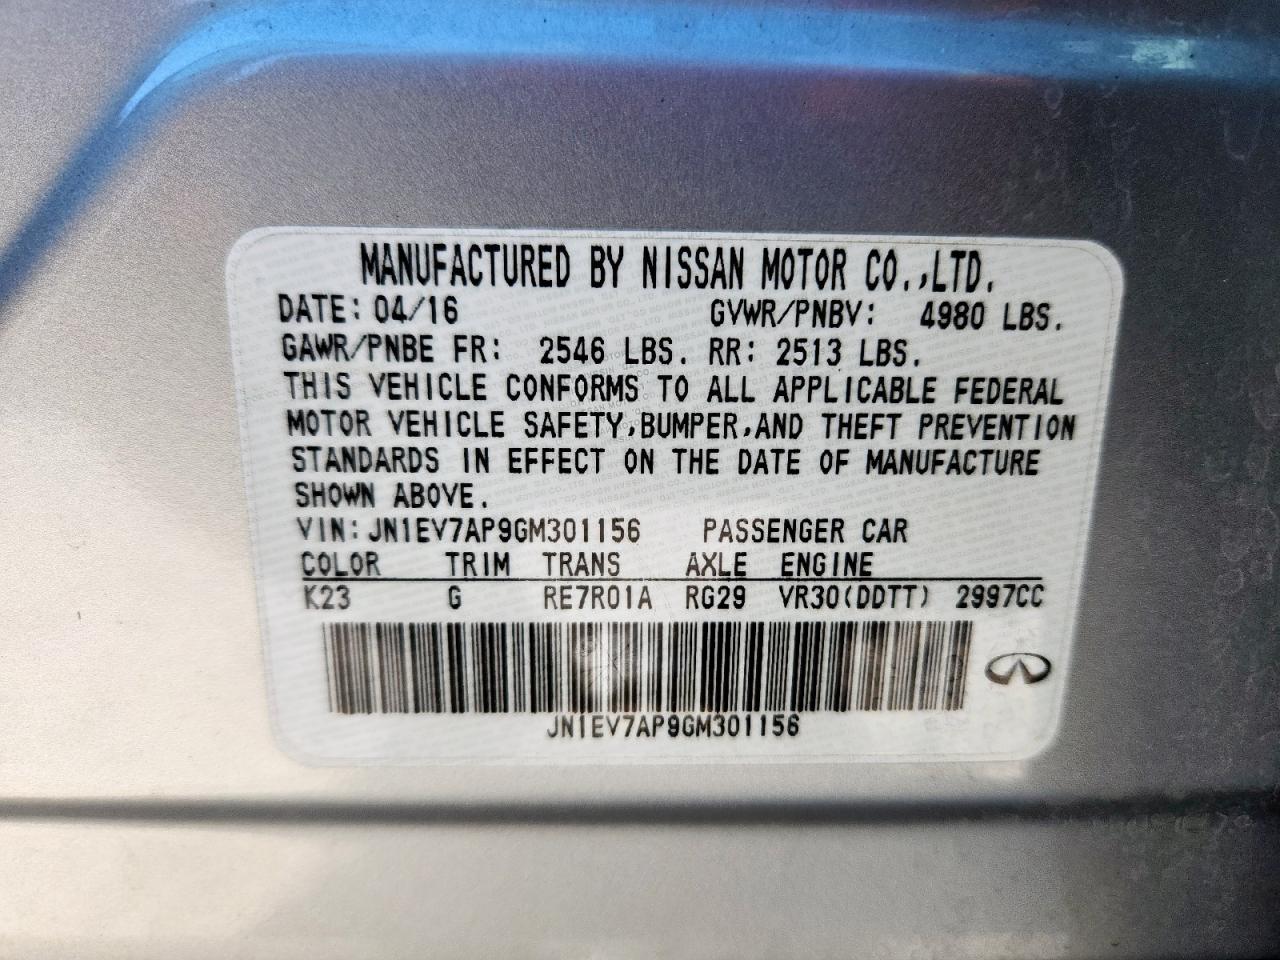 MANUFACTURED BY NISSAN MOTOR CO.,LTD.
DATE: 04/16 GVWR/PNBV: 4980 LBS.
GAWR/PNBE FR: 2546 LBS. RR: 2513 LBS.
THIS VEHICLE CONFORMS TO ALL APPLICABLE FEDERAL
MOTOR VEHICLE SAFETY,BUMPER,AND THEFT PREVENTION
STANDARDS IN EFFECT ON THE DATE OF MANUFACTURE
SHOWN ABOVE.
VIN: JN1EV7AP9GM301156 PASSENGER CAR
COLOR TRIM TRANS AXLE ENGINE
K23 G RE7R01A RG29 VR30(DDTT) 2997CC
JN1EV7AP9GM301156